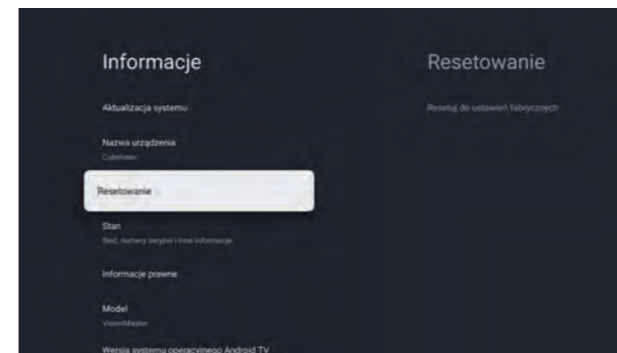 Informacje
Aktualizacja systemu
Nazwa urządzenia
Resetowanie
Stan
Sieć, numery seryjne i inne informacje
Informacje prawne
Model
VisionMaster
Wersja systemu operacyjnego Android TV
Resetowanie
Resetuj do ustawień fabrycznych